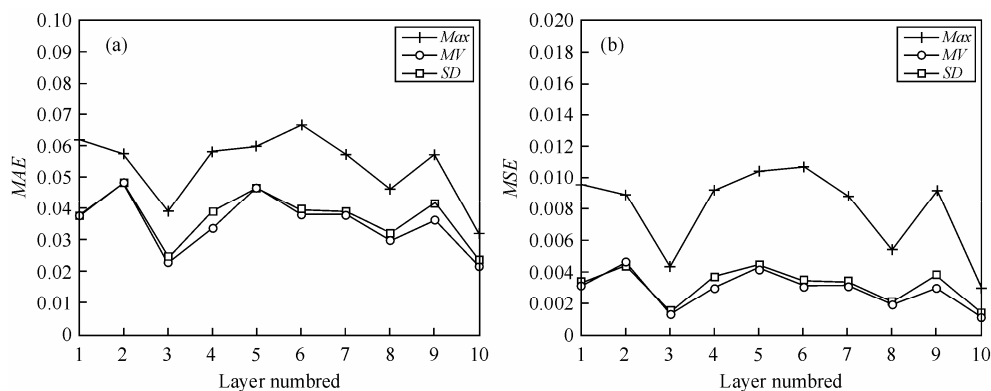 (a)
Max
MV
SD
0.10
0.09
0.08
0.07
0.06
0.05
0.04
0.03
0.02
0.01
0
MAE
1 2 3 4 5 6 7 8 9 10
Layer numbred
(b)
Max
MV
SD
0.020
0.018
0.016
0.014
0.012
0.010
0.008
0.006
0.004
0.002
0
MSE
1 2 3 4 5 6 7 8 9 10
Layer numbred